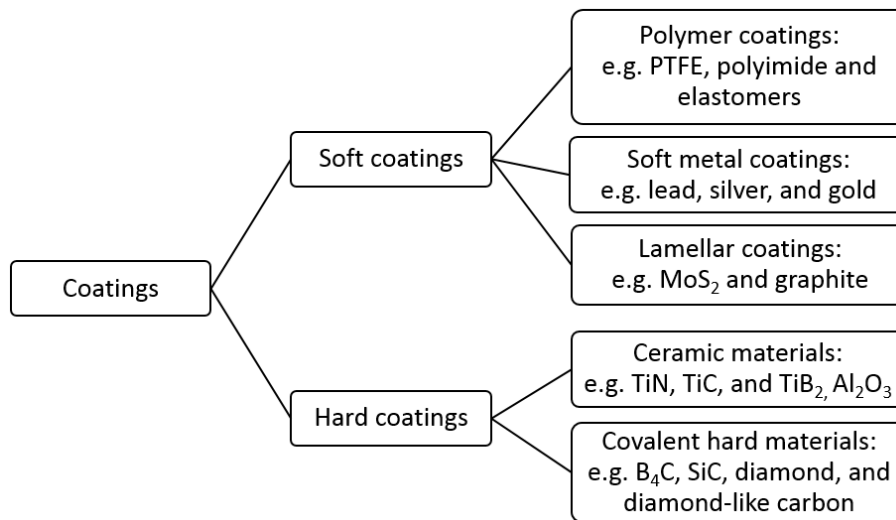 Coatings
Soft coatings
Polymer coatings:
e.g. PTFE, polyimide and
elastomers
Soft metal coatings:
e.g. lead, silver, and gold
Lamellar coatings:
e.g. MoS₂ and graphite
Hard coatings
Ceramic materials:
e.g. TiN, TiC, and TiB₂, Al₂O₃
Covalent hard materials:
e.g. B₄C, SiC, diamond, and
diamond-like carbon